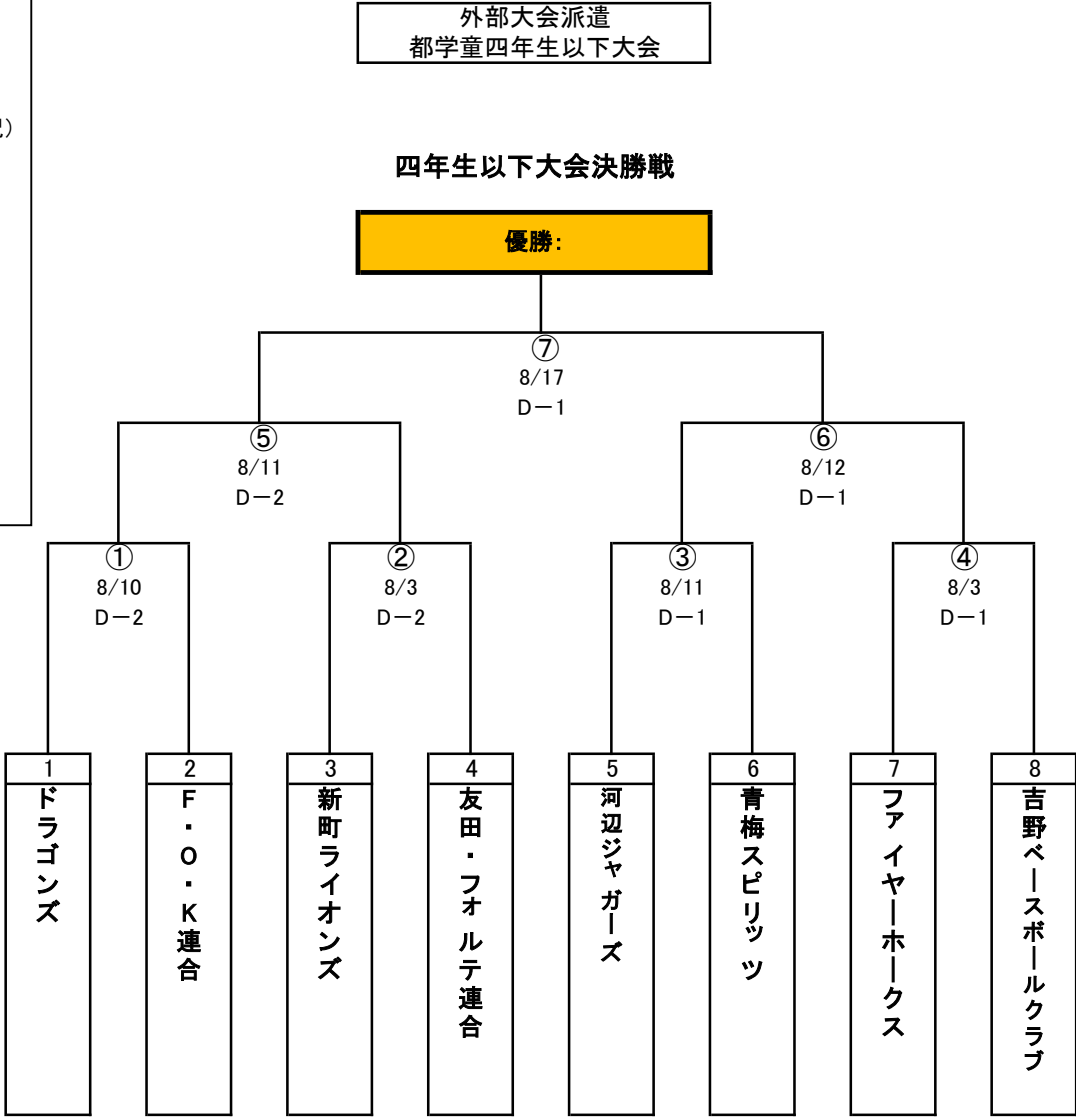 外部大会派遣
都学童四年生以下大会
）
四年生以下大会決勝戦
優勝：
⑦
8/17
D－1
⑤
8/11
D－2
⑥
8/12
D－1
①
8/10
D－2
②
8/3
D－2
③
8/11
D－1
④
8/3
D－1
1
ドラゴンズ
2
F・O・K連合
3
新町ライオンズ
4
友田・フォルテ連合
5
河辺ジャガーズ
6
青梅スピリッツ
7
ファイヤーホークス
8
吉野ベースボールクラブ